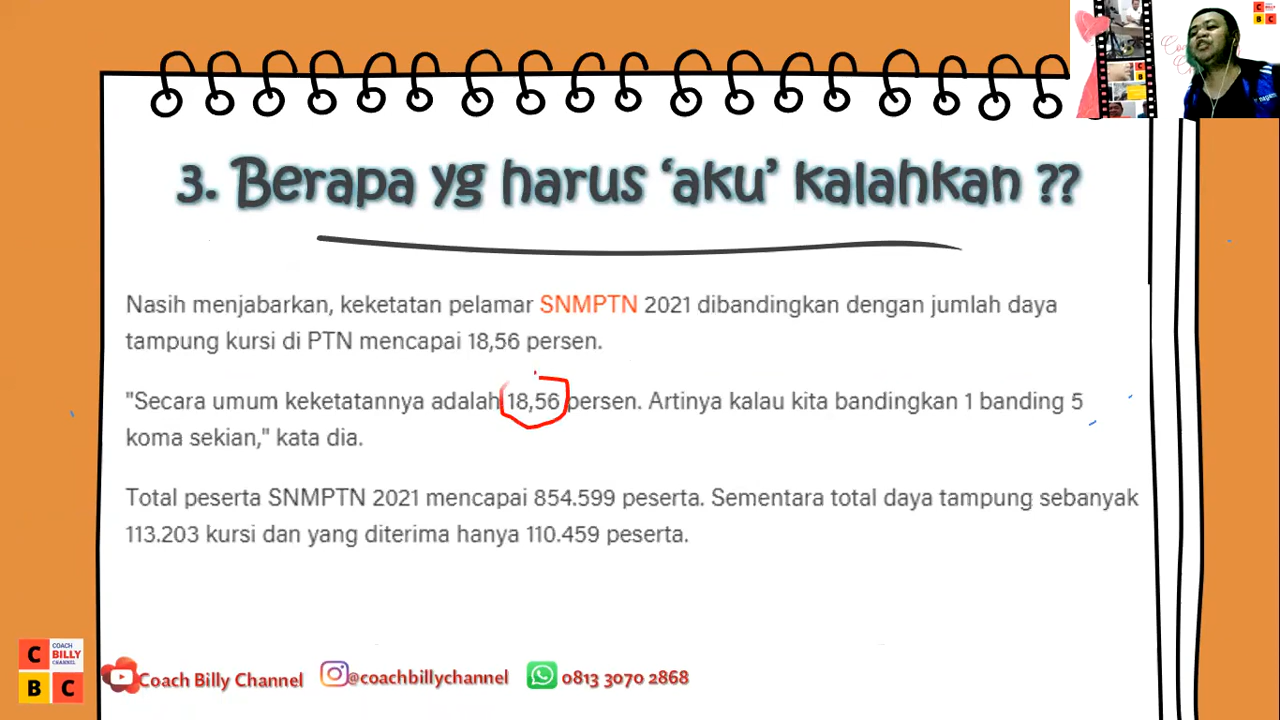 3. Berapa yg harus ‘aku’ kalahkan ??
Nasih menjabarkan, keketatan pelamar SNMPTN 2021 dibandingkan dengan jumlah daya
tampung kursi di PTN mencapai 18,56 persen.
"Secara umum keketatannya adalah 18,56 persen. Artinya kalau kita bandingkan 1 banding 5
koma sekian," kata dia.
Total peserta SNMPTN 2021 mencapai 854.599 peserta. Sementara total daya tampung sebanyak
113.203 kursi dan yang diterima hanya 110.459 peserta.
C COACH BILLY CHANNEL
B C
Coach Billy Channel
@coachbillychannel
0813 3070 2868